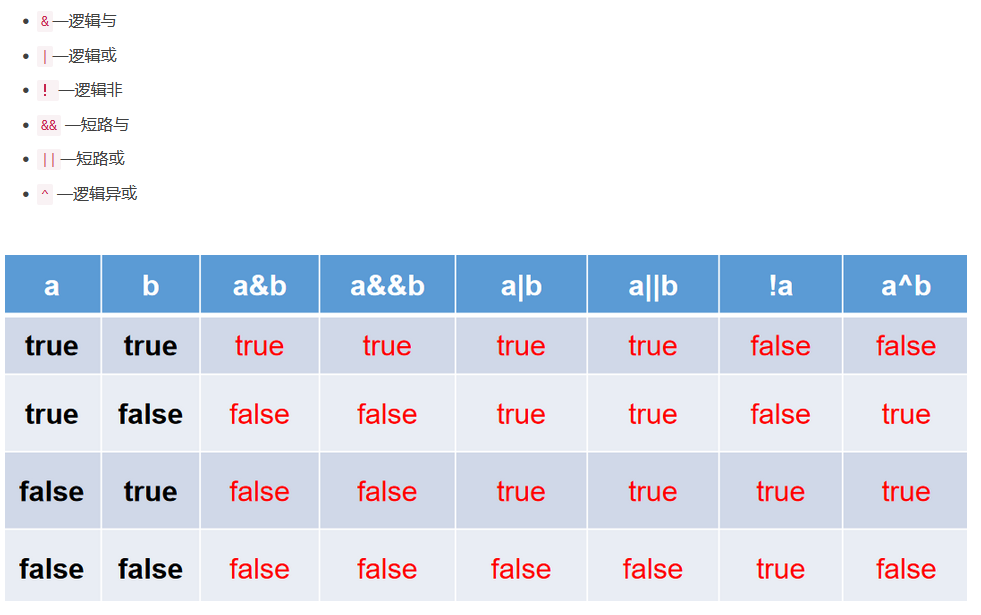 &—逻辑与
|—逻辑或
! —逻辑非
&& —短路与
||—短路或
^ —逻辑异或
a b a&b a&&b a|b a||b !a a^b
true true true true true true false false
true false false false true true false true
false true false false true true true true
false false false false false false true false